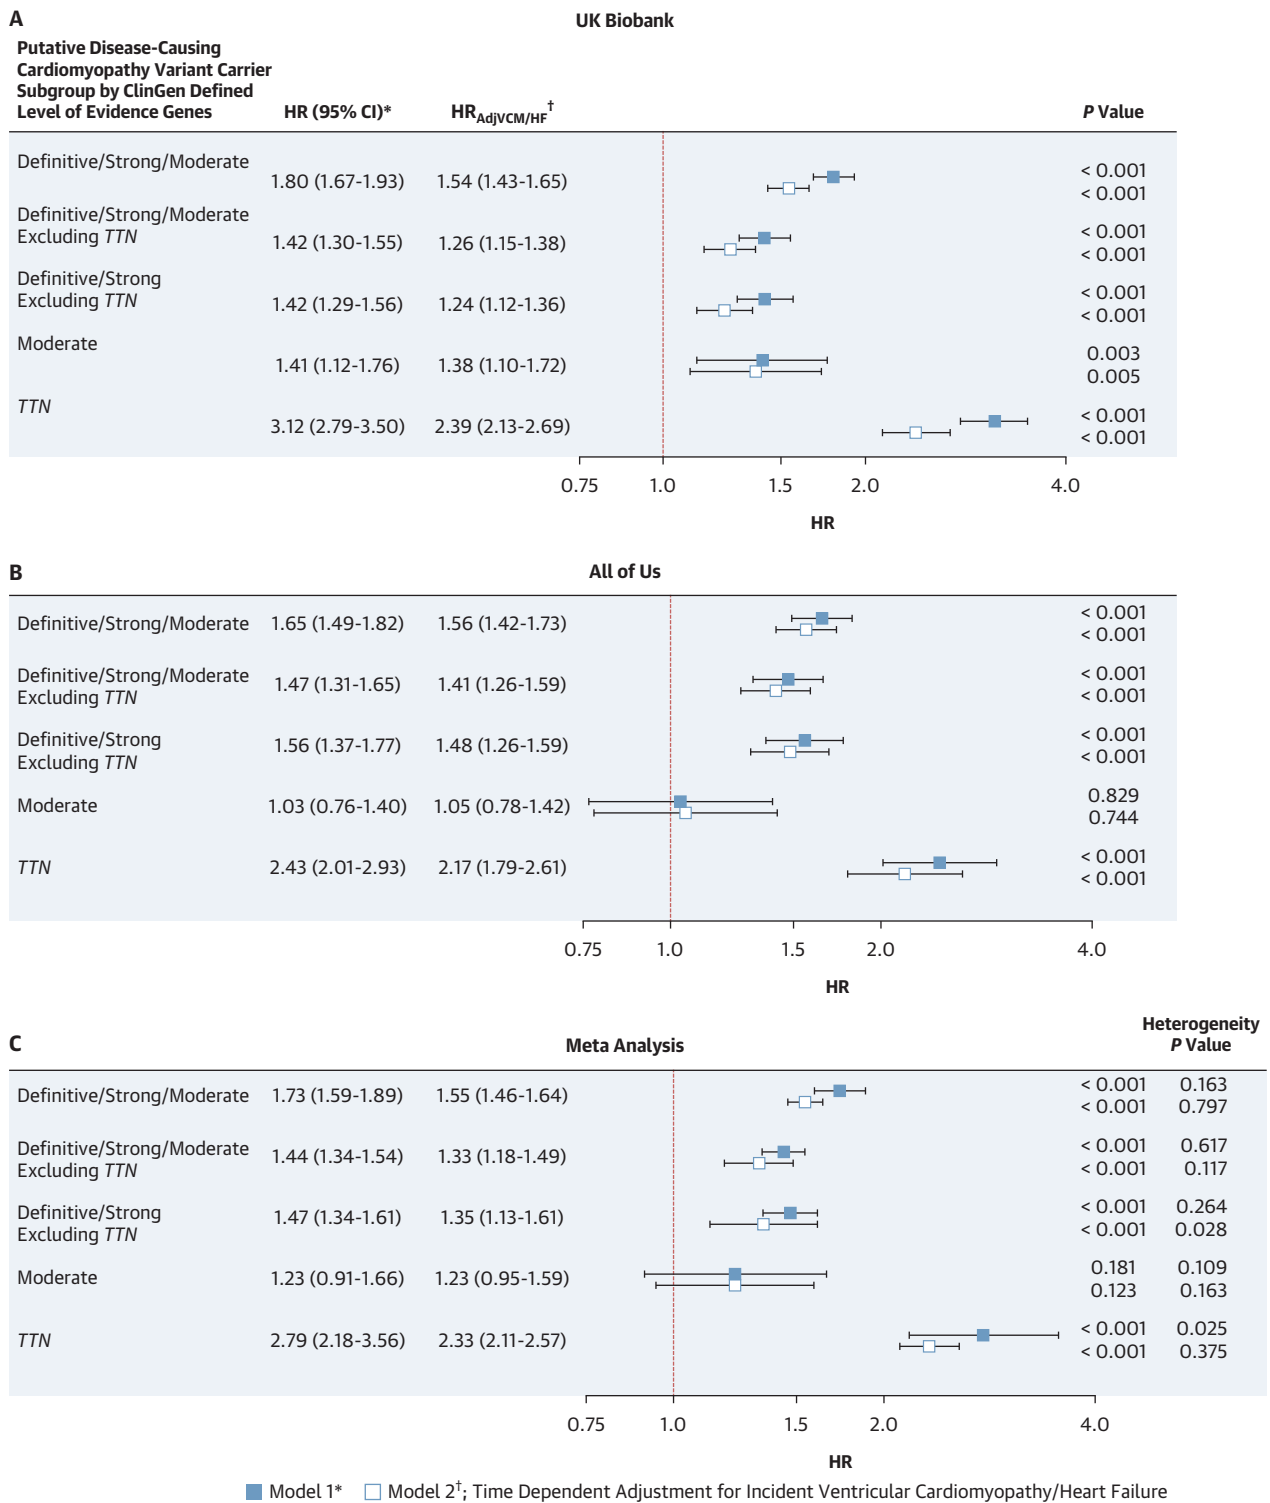 A
UK Biobank
Putative Disease-Causing
Cardiomyopathy Variant Carrier
Subgroup by ClinGen Defined
Level of Evidence Genes HR (95% CI)* HR AdjVCM/HF† P Value
Definitive/Strong/Moderate
1.80 (1.67-1.93) 1.54 (1.43-1.65) < 0.001
< 0.001
Definitive/Strong/Moderate
Excluding TTN
1.42 (1.30-1.55) 1.26 (1.15-1.38) < 0.001
< 0.001
Definitive/Strong
Excluding TTN
1.42 (1.29-1.56) 1.24 (1.12-1.36) < 0.001
< 0.001
Moderate
1.41 (1.12-1.76) 1.38 (1.10-1.72) 0.003
0.005
TTN
3.12 (2.79-3.50) 2.39 (2.13-2.69) < 0.001
< 0.001
0.75 1.0 1.5 2.0 4.0
HR
B
All of Us
Definitive/Strong/Moderate 1.65 (1.49-1.82) 1.56 (1.42-1.73) < 0.001
< 0.001
Definitive/Strong/Moderate
Excluding TTN
1.47 (1.31-1.65) 1.41 (1.26-1.59) < 0.001
< 0.001
Definitive/Strong
Excluding TTN
1.56 (1.37-1.77) 1.48 (1.26-1.59) < 0.001
< 0.001
Moderate 1.03 (0.76-1.40) 1.05 (0.78-1.42) 0.829
0.744
TTN 2.43 (2.01-2.93) 2.17 (1.79-2.61) < 0.001
< 0.001
0.75 1.0 1.5 2.0 4.0
HR
C
Meta Analysis
Heterogeneity
P Value
Definitive/Strong/Moderate 1.73 (1.59-1.89) 1.55 (1.46-1.64) < 0.001 0.163
< 0.001 0.797
Definitive/Strong/Moderate
Excluding TTN
1.44 (1.34-1.54) 1.33 (1.18-1.49) < 0.001 0.617
< 0.001 0.117
Definitive/Strong
Excluding TTN
1.47 (1.34-1.61) 1.35 (1.13-1.61) < 0.001 0.264
< 0.001 0.028
Moderate 1.23 (0.91-1.66) 1.23 (0.95-1.59) 0.181 0.109
0.123 0.163
TTN 2.79 (2.18-3.56) 2.33 (2.11-2.57) < 0.001 0.025
< 0.001 0.375
0.75 1.0 1.5 2.0 4.0
HR
Model 1* Model 2†; Time Dependent Adjustment for Incident Ventricular Cardiomyopathy/Heart Failure